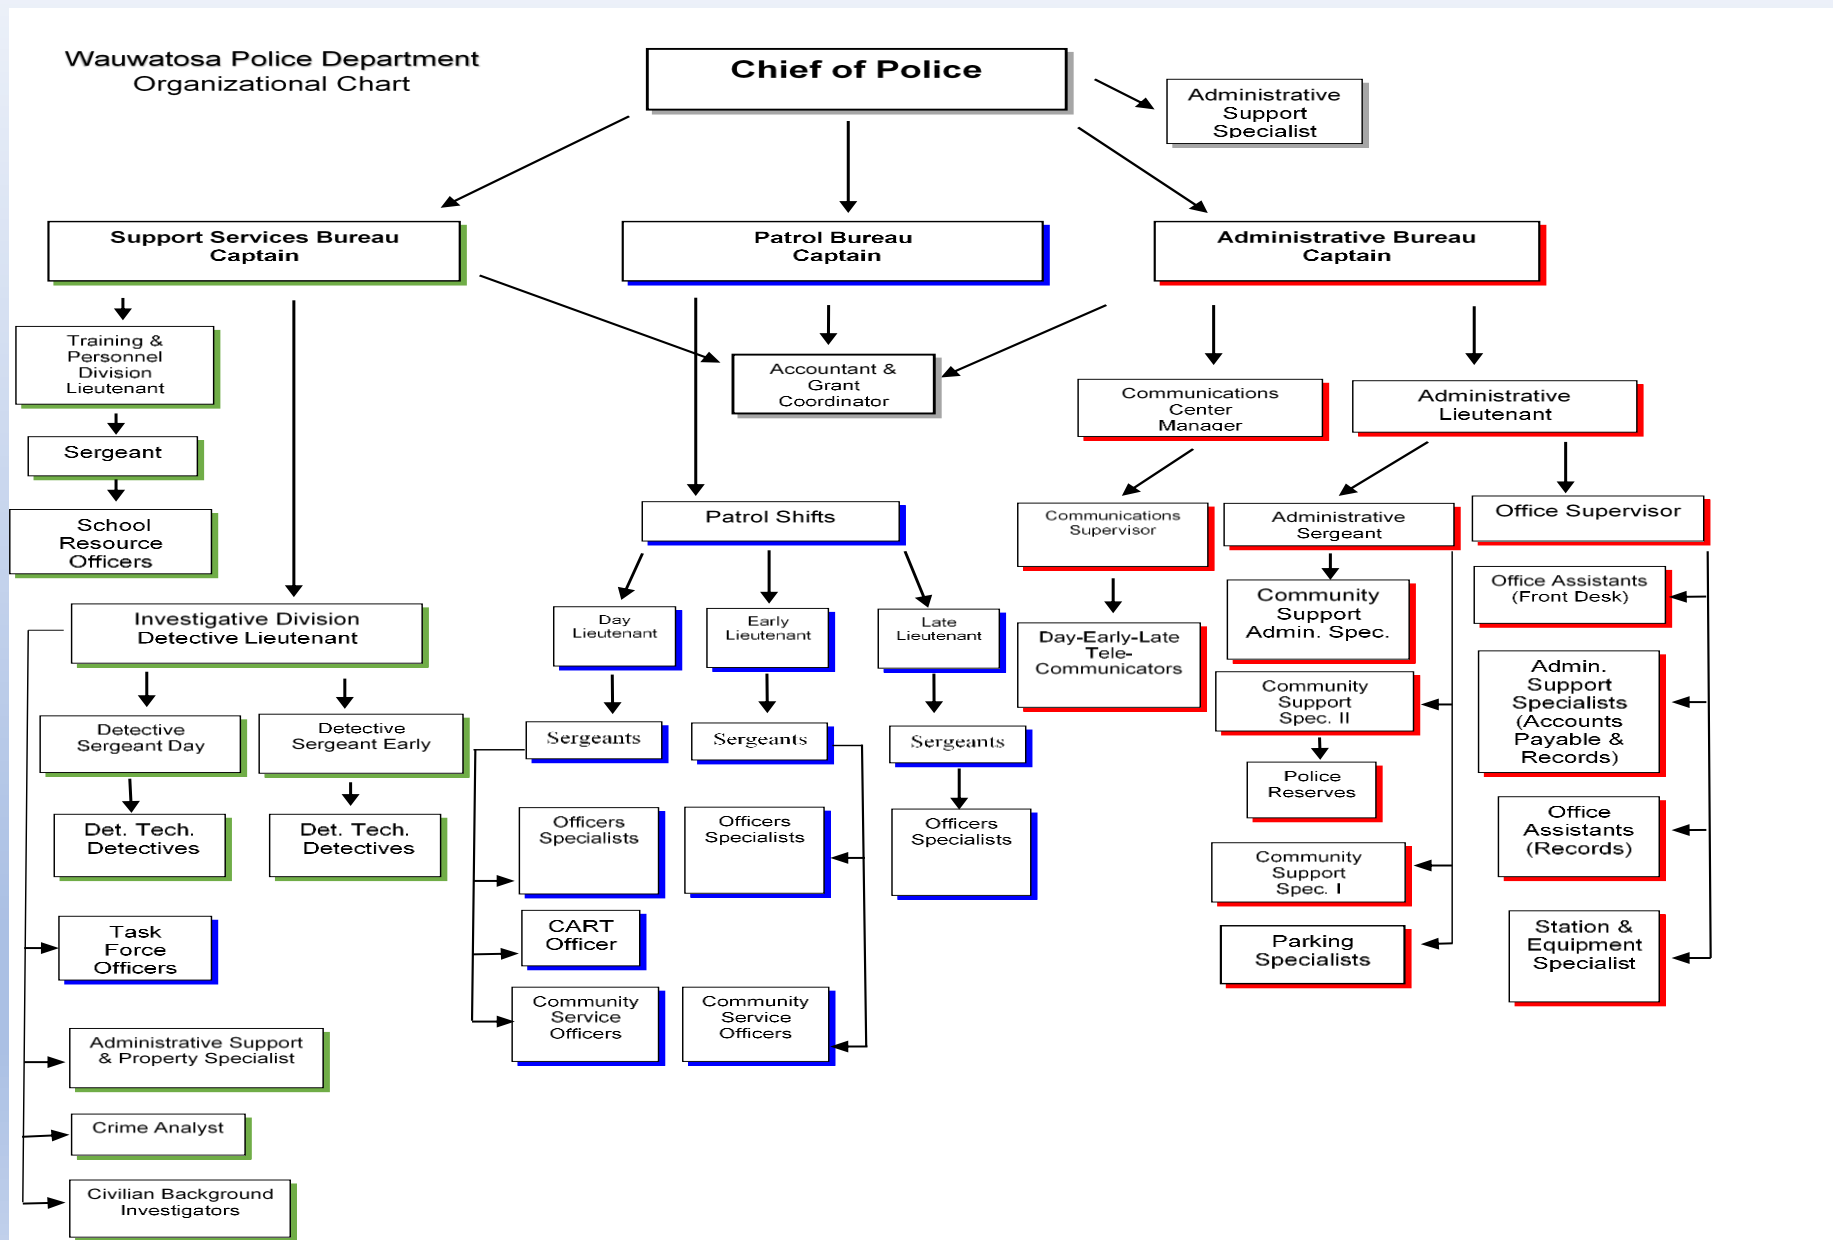 Wauwatosa Police Department
Organizational Chart
Chief of Police
Administrative
Support
Specialist
Support Services Bureau
Captain
Patrol Bureau
Captain
Administrative Bureau
Captain
Training &
Personnel
Division
Lieutenant
Accountant &
Grant
Coordinator
Communications
Center
Manager
Administrative
Lieutenant
Sergeant
School
Resource
Officers
Patrol Shifts
Communications
Supervisor
Administrative
Sergeant
Office Supervisor
Investigative Division
Detective Lieutenant
Day
Lieutenant
Early
Lieutenant
Late
Lieutenant
Day-Early-Late
Tele-
Communicators
Community
Support
Admin. Spec.
Office Assistants
(Front Desk)
Detective
Sergeant Day
Detective
Sergeant Early
Sergeants
Sergeants
Sergeants
Community
Support
Spec. II
Admin.
Support
Specialists
(Accounts
Payable &
Records)
Police
Reserves
Det. Tech.
Detectives
Det. Tech.
Detectives
Officers
Specialists
Officers
Specialists
Officers
Specialists
Community
Support
Spec. I
Office
Assistants
(Records)
Task
Force
Officers
CART
Officer
Parking
Specialists
Station &
Equipment
Specialist
Community
Service
Officers
Community
Service
Officers
Administrative Support
& Property Specialist
Crime Analyst
Civilian Background
Investigators